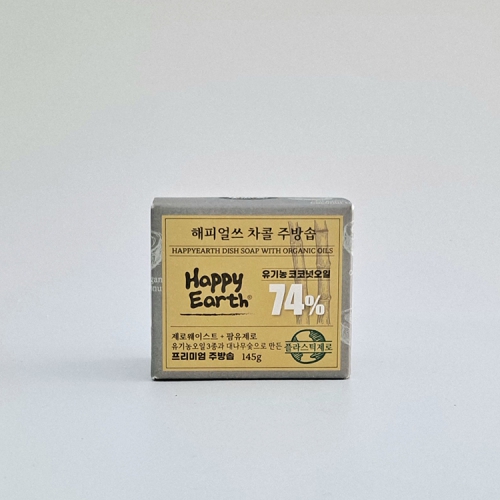 해피얼쓰 차콜 주방솝
HAPPYEARTH DISH SOAP WITH ORGANIC OILS
Happy
Earth®
유기농 코코넛오일
74%
제로웨이스트 + 팜유제로
유기농오일 3종과 대나무숯으로 만든
프리미엄 주방솝 145g
플라스틱제로